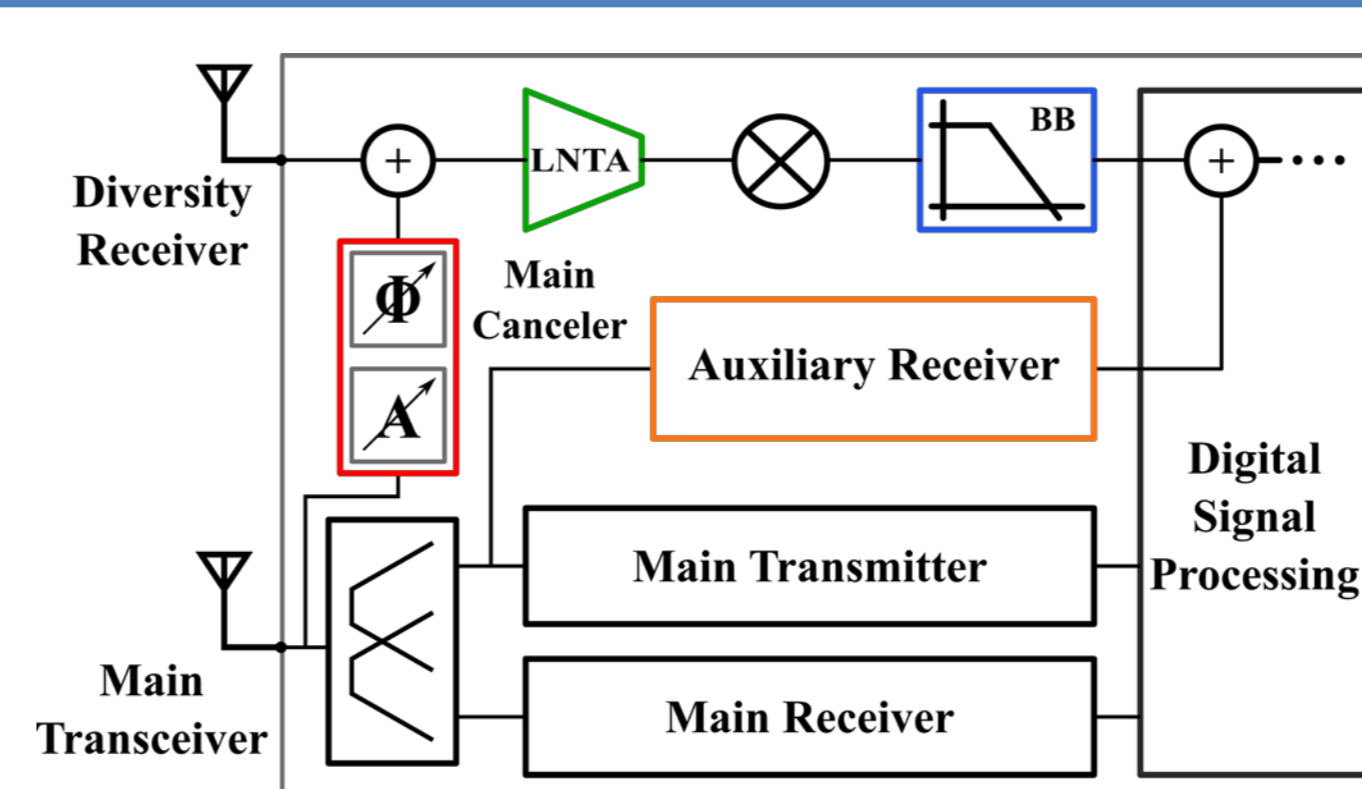 Diversity
Receiver
+
LNTA
BB
+
Φ
A
Main
Canceler
Auxiliary Receiver
Digital
Signal
Processing
Main Transmitter
Main
Transceiver
Main Receiver